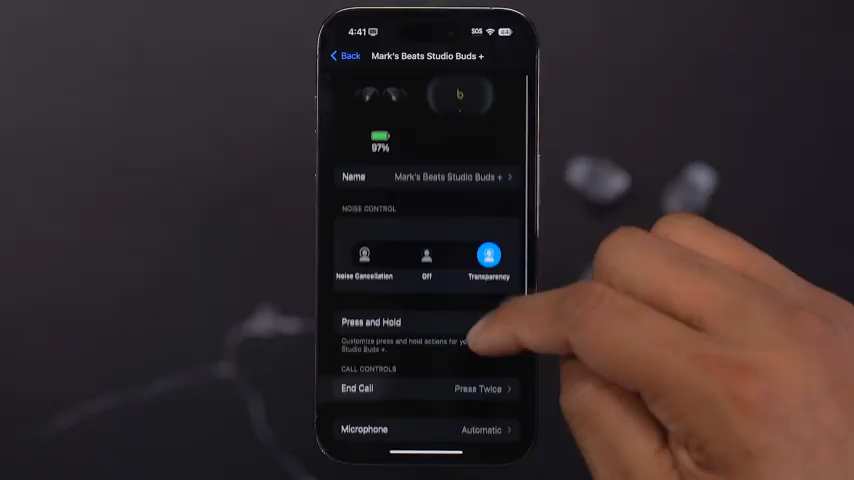 4:41
SOS 64
Back
Mark's Beats Studio Buds +
b
97%
Name
Mark's Beats Studio Buds +
NOISE CONTROL
Noise Cancellation
Off
Transparency
Press and Hold
Customize press and hold actions for
Studio Buds +.
CALL CONTROLS
End Call
Press Twice
Microphone
Automatic